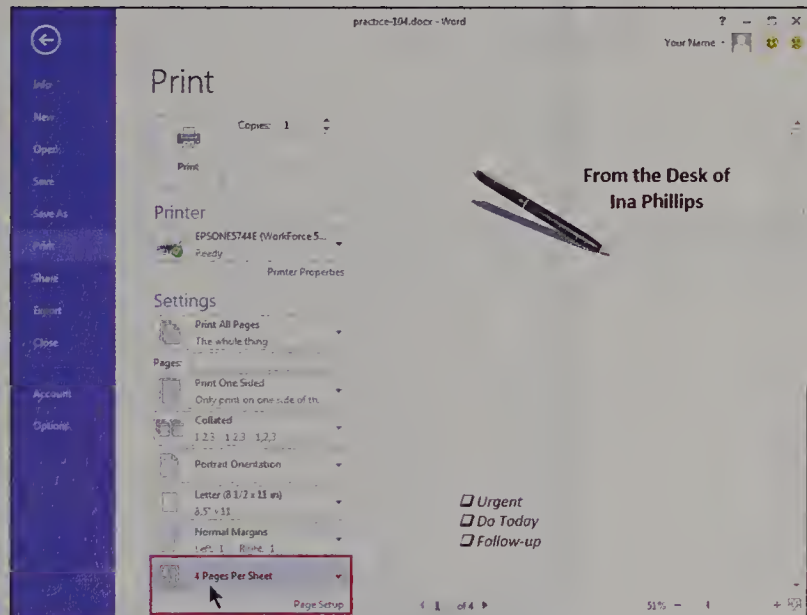 practice-104.docx - Word
?
Your Name
Info
New
Open
Save
Save As
Print
Share
Export
Close
Account
Options
Print
Copies: 1
Print
Printer
EPSONE5744E (WorkForce 5...
Ready
Printer Properties
Settings
Print All Pages
The whole thing
Pages:
Print One Sided
Only print on one side of th...
Collated
1,2,3 1,2,3 1,2,3
Portrait Orientation
Letter (8 1/2 x 11 in)
8.5" x 11
Normal Margins
Left: 1 Right: 1
4 Pages Per Sheet
Page Setup
From the Desk of
Ina Phillips
❏ Urgent
❏ Do Today
❏ Follow-up
1 of 4
51%